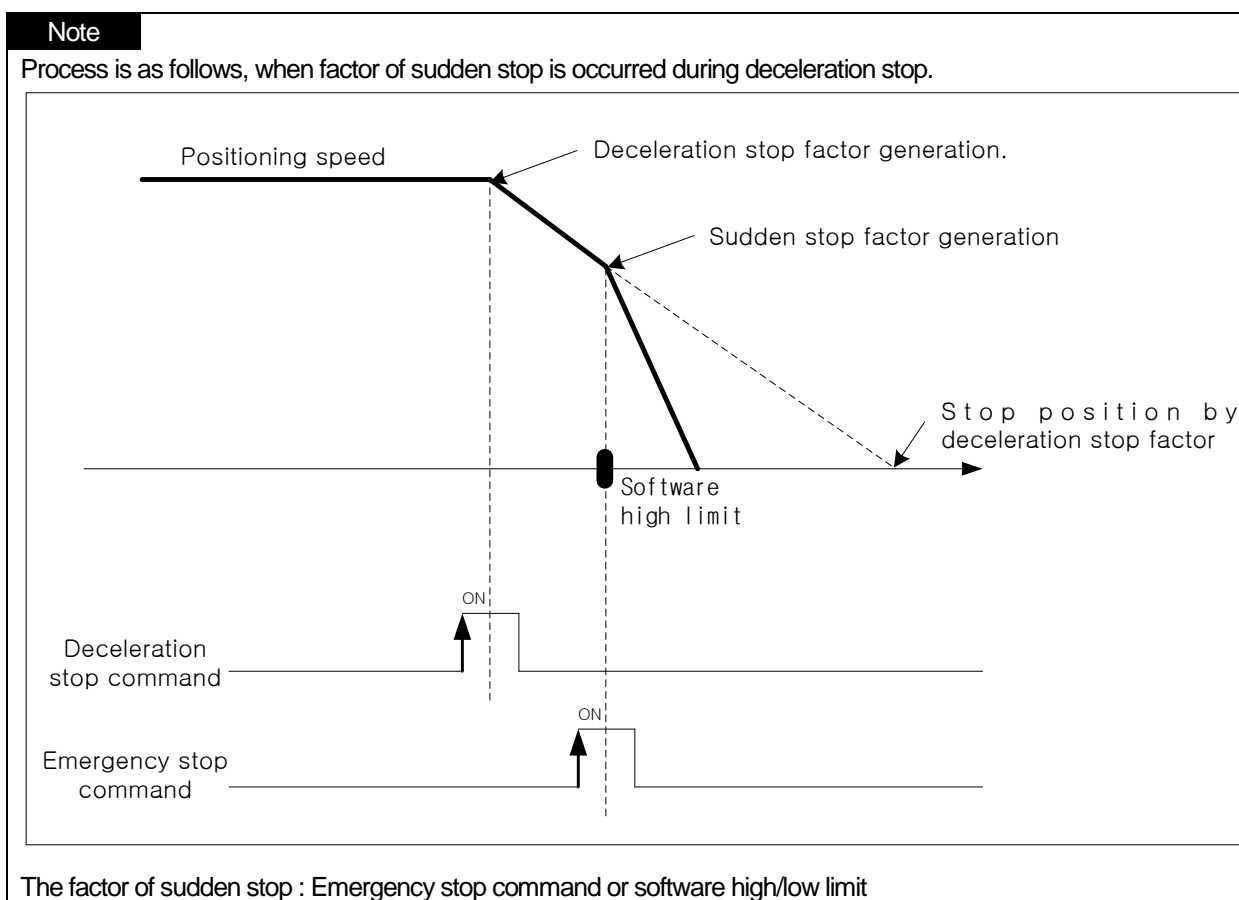 Note
Process is as follows, when factor of sudden stop is occurred during deceleration stop.
Positioning speed
Deceleration stop factor generation.
Sudden stop factor generation
Stop position by
deceleration stop factor
Software
high limit
ON
Deceleration
stop command
ON
Emergency stop
command
The factor of sudden stop : Emergency stop command or software high/low limit